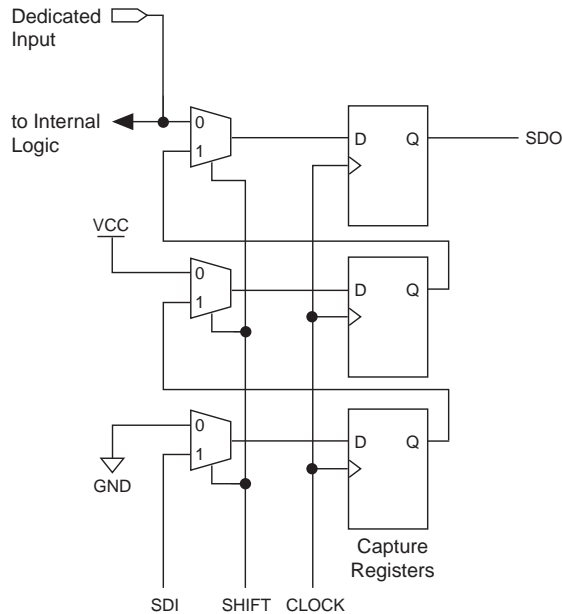 Dedicated
Input
to Internal
Logic
0
1
D Q
SDO
VCC
0
1
D Q
0
1
D Q
GND
Capture
Registers
SDI SHIFT CLOCK